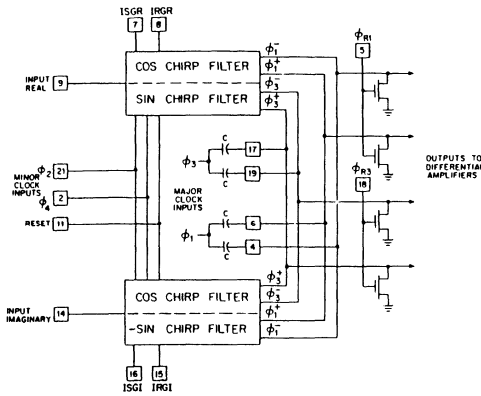 ISGR IRGR
7 8
φ₁⁻
φR1
5
COS CHIRP FILTER
φ₁⁺
INPUT REAL
9
φ₃⁻
SIN CHIRP FILTER
φ₃⁺
C
17
φ₃
C
19
OUTPUTS TO
DIFFERENTIAL
AMPLIFIERS
φR3
18
φ₂
21
MINOR
CLOCK
INPUTS
φ₄
2
MAJOR
CLOCK
INPUTS
RESET
11
C
6
φ₁
C
4
φ₃⁺
COS CHIRP FILTER
φ₃⁻
INPUT
IMAGINARY
14
φ₁⁺
-SIN CHIRP FILTER
φ₁⁻
16 15
ISGI IRGI